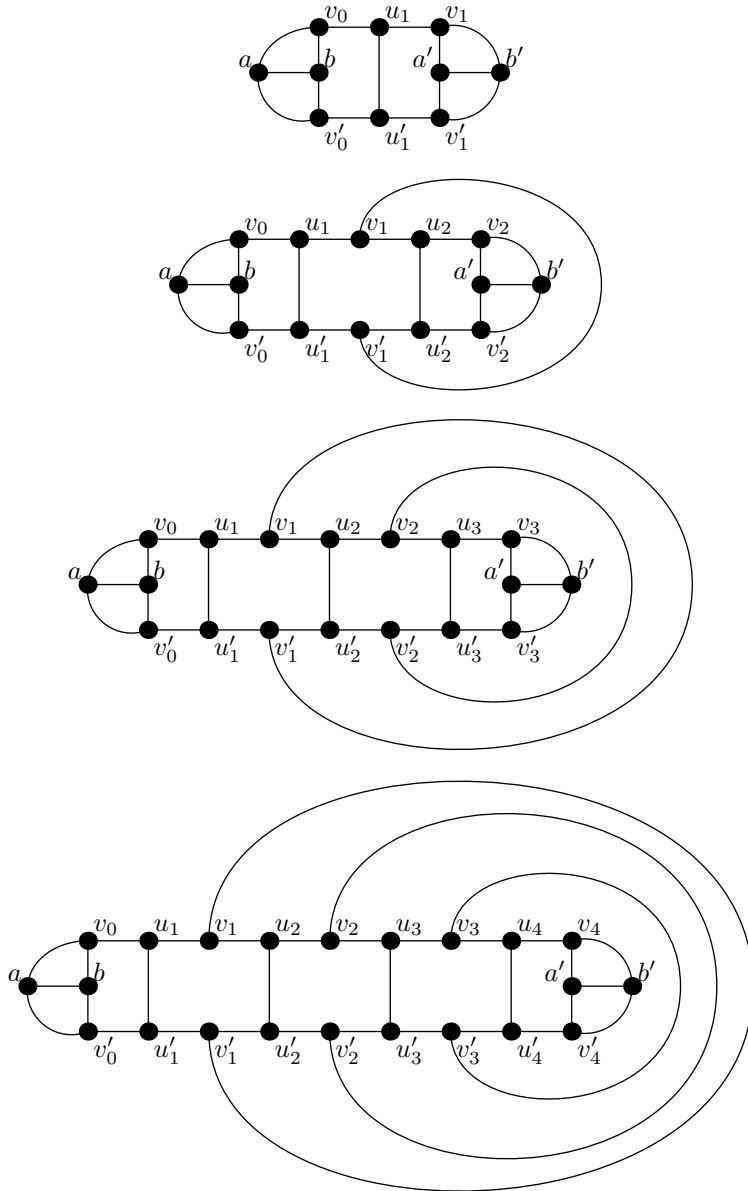 v₀ u₁ v₁
a b a′ b′
v′₀ u′₁ v′₁
v₀ u₁ v₁ u₂ v₂
a b a′ b′
v′₀ u′₁ v′₁ u′₂ v′₂
v₀ u₁ v₁ u₂ v₂ u₃ v₃
a b a′ b′
v′₀ u′₁ v′₁ u′₂ v′₂ u′₃ v′₃
v₀ u₁ v₁ u₂ v₂ u₃ v₃ u₄ v₄
a b a′ b′
v′₀ u′₁ v′₁ u′₂ v′₂ u′₃ v′₃ u′₄ v′₄